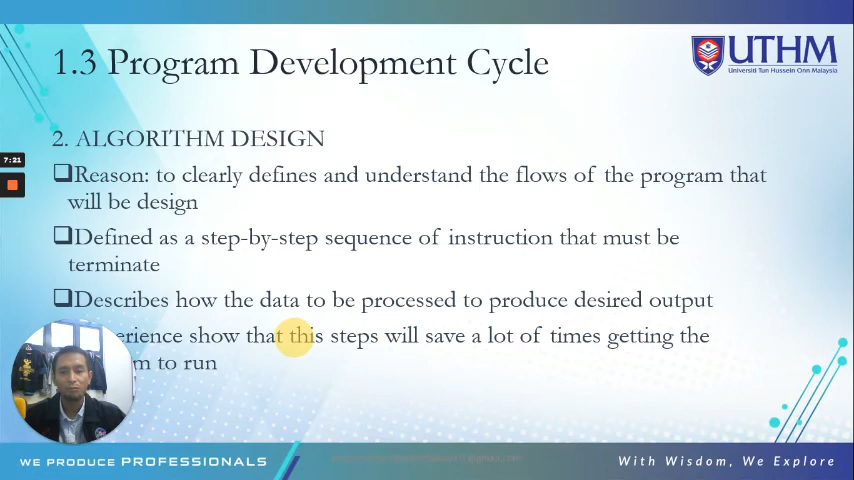 1.3 Program Development Cycle
UTHM
Universiti Tun Hussein Onn Malaysia
2. ALGORITHM DESIGN
7:21
Reason: to clearly defines and understand the flows of the program that
will be design
Defined as a step-by-step sequence of instruction that must be
terminate
Describes how the data to be processed to produce desired output
erience show that this steps will save a lot of times getting the
m to run
WE PRODUCE PROFESSIONALS
With Wisdom, We Explore